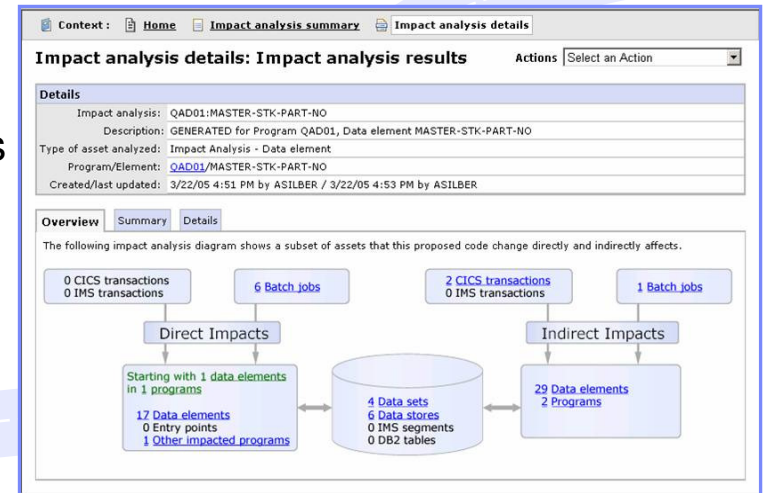 Context: Home Impact analysis summary Impact analysis details
Impact analysis details: Impact analysis results Actions Select an Action
s
Details
Impact analysis: QAD01:MASTER-STK-PART-NO
Description: GENERATED for Program QAD01, Data element MASTER-STK-PART-NO
Type of asset analyzed: Impact Analysis - Data element
Program/Element: QAD01/MASTER-STK-PART-NO
Created/last updated: 3/22/05 4:51 PM by ASILBER / 3/22/05 4:53 PM by ASILBER
Overview Summary Details
The following impact analysis diagram shows a subset of assets that this proposed code change directly and indirectly affects.
0 CICS transactions
0 IMS transactions
6 Batch jobs
2 CICS transactions
0 IMS transactions
1 Batch jobs
Direct Impacts
Indirect Impacts
Starting with 1 data elements
in 1 programs
17 Data elements
0 Entry points
1 Other impacted programs
4 Data sets
6 Data stores
0 IMS segments
0 DB2 tables
29 Data elements
2 Programs